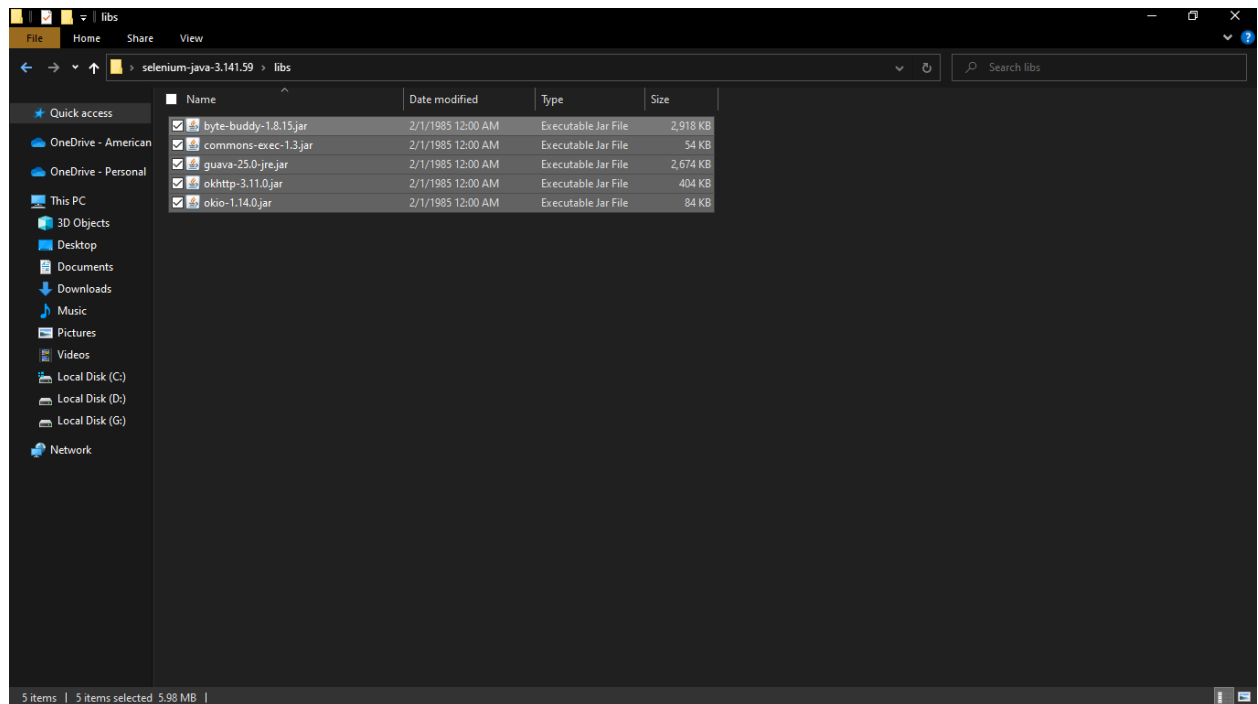 libs
File Home Share View
selenium-java-3.141.59 > libs
Search libs
Name Date modified Type Size
Quick access
byte-buddy-1.8.15.jar 2/1/1985 12:00 AM Executable Jar File 2,918 KB
OneDrive - American
commons-exec-1.3.jar 2/1/1985 12:00 AM Executable Jar File 54 KB
guava-25.0-jre.jar 2/1/1985 12:00 AM Executable Jar File 2,674 KB
OneDrive - Personal
okhttp-3.11.0.jar 2/1/1985 12:00 AM Executable Jar File 404 KB
okio-1.14.0.jar 2/1/1985 12:00 AM Executable Jar File 84 KB
This PC
3D Objects
Desktop
Documents
Downloads
Music
Pictures
Videos
Local Disk (C:)
Local Disk (D:)
Local Disk (G:)
Network
5 items | 5 items selected 5.98 MB |